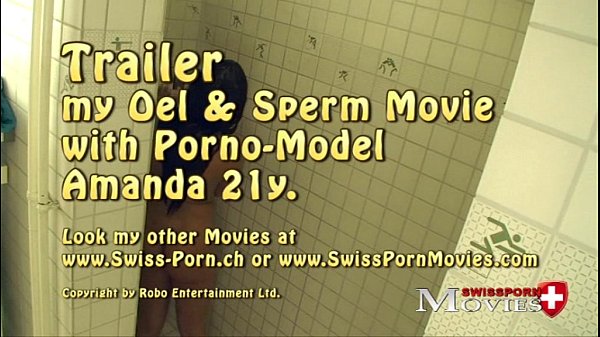 Trailer
my Oel & Sperm Movie
with Porno-Model
Amanda 21y.
Look my other Movies at
www.Swiss-Porn.ch or www.SwissPornMovies.com
Copyright by Robo Entertainment Ltd.
SWISSPORN
MOVIES